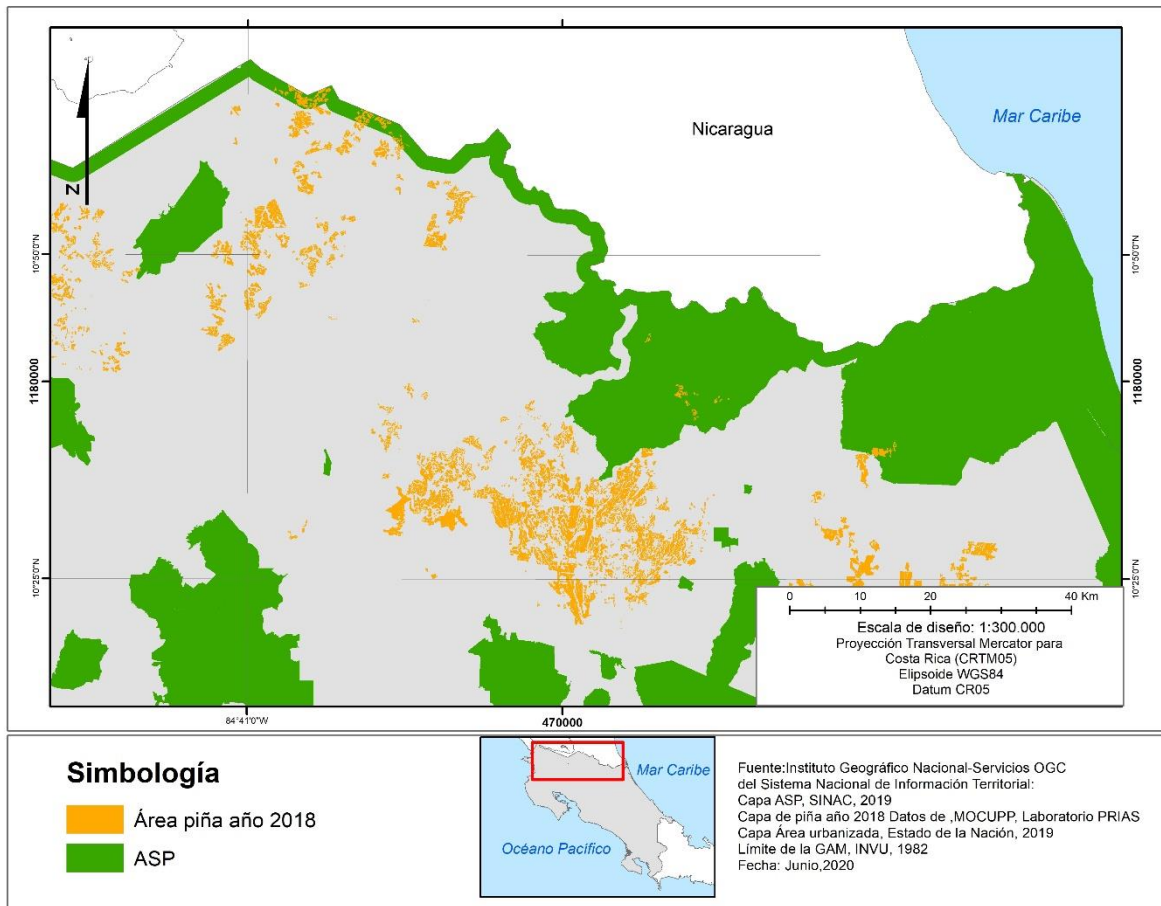 Nicaragua
Mar Caribe
Z
10°50'0"N
10°50'0"N
1180000
1180000
10°25'0"N
10°25'0"N
0 10 20 40 Km
Escala de diseño: 1:300.000
Proyección Transversal Mercator para
Costa Rica (CRTM05)
Elipsoide WGS84
Datum CR05
84°41'0"W
470000
Simbología
Área piña año 2018
ASP
Mar Caribe
Océano Pacífico
Fuente:Instituto Geográfico Nacional-Servicios OGC
del Sistema Nacional de Información Territorial:
Capa ASP, SINAC, 2019
Capa de piña año 2018 Datos de ,MOCUPP, Laboratorio PRIAS
Capa Área urbanizada, Estado de la Nación, 2019
Límite de la GAM, INVU, 1982
Fecha: Junio,2020